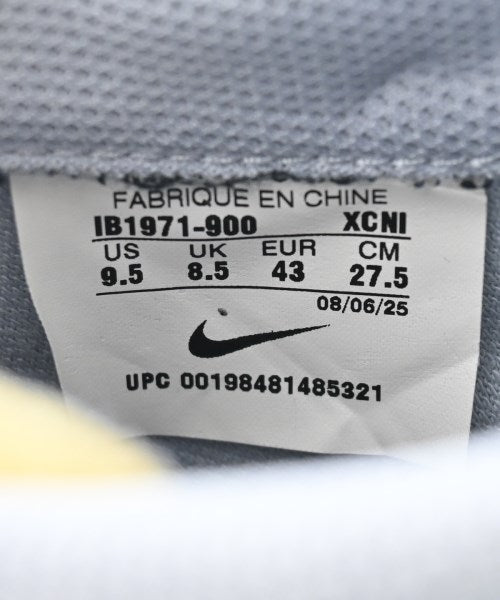 FABRIQUE EN CHINE
IB1971-900 XCNI
US UK EUR CM
9.5 8.5 43 27.5
08/06/25
UPC 00198481485321